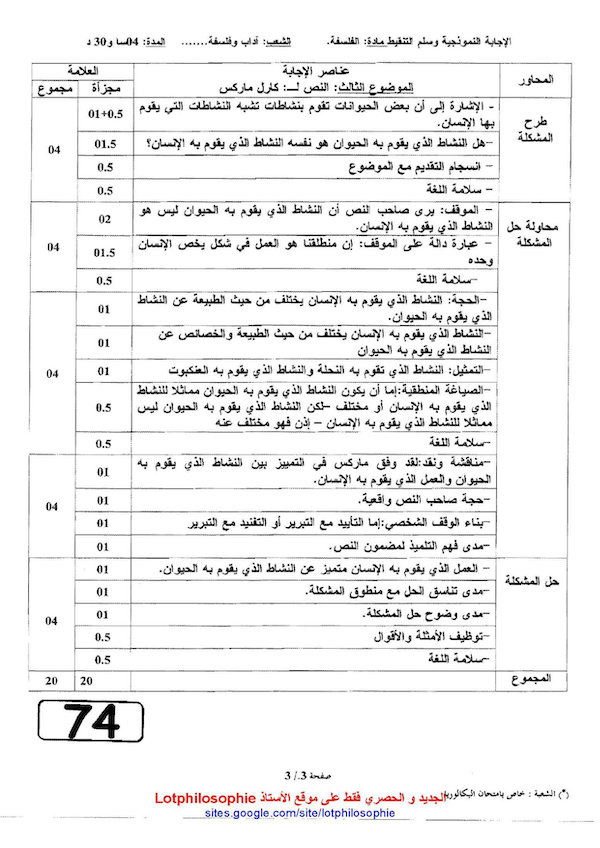 الإجابة النموذجية وسلم التنقيط مادة: الفلسفة. الشعب: آداب وفلسفة....... المدة: 04سا و30 د
المحاور عناصر الإجابة العلامة
الموضوع الثالث: النص لـــ: كارل ماركس مجزأة مجموع
طرح المشكلة
- الإشارة إلى أن بعض الحيوانات تقوم بنشاطات تشبه النشاطات التي يقوم
بها الإنسان. 0.5+01
–هل النشاط الذي يقوم به الحيوان هو نفسه النشاط الذي يقوم به الإنسان؟ 01.5
- انسجام التقديم مع الموضوع 0.5
- سلامة اللغة 0.5
04
محاولة حل المشكلة
- الموقف: يرى صاحب النص أن النشاط الذي يقوم به الحيوان ليس هو
النشاط الذي يقوم به الإنسان. 02
- عبارة دالة على الموقف: إن منطلقنا هو العمل في شكل يخص الإنسان
وحده 01.5
–سلامة اللغة 0.5
04
–الحجة: النشاط الذي يقوم به الإنسان يختلف من حيث الطبيعة عن النشاط
الذي يقوم به الحيوان. 01
–النشاط الذي يقوم به الإنسان يختلف من حيث الطبيعة والخصائص عن
النشاط الذي يقوم به الحيوان 01
–التمثيل: النشاط الذي تقوم به النحلة والنشاط الذي يقوم به العنكبوت 01
–الصياغة المنطقية:إما أن يكون النشاط الذي يقوم به الحيوان مماثلا للنشاط
الذي يقوم به الإنسان أو مختلف –لكن النشاط الذي يقوم به الحيوان ليس
مماثلا للنشاط الذي يقوم به الإنسان – إذن فهو مختلف عنه 0.5
–سلامة اللغة 0.5
04
–مناقشة ونقد:لقد وفق ماركس في التمييز بين النشاط الذي يقوم به
الحيوان والعمل الذي يقوم به الإنسان. 01
–حجة صاحب النص واقعية. 01
–بناء الوقف الشخصي:إما التأييد مع التبرير أو التفنيد مع التبرير 01
–مدى فهم التلميذ لمضمون النص. 01
04
حل المشكلة
- العمل الذي يقوم به الإنسان متميز عن النشاط الذي يقوم به الحيوان. 01
–مدى تناسق الحل مع منطوق المشكلة. 01
–مدى وضوح حل المشكلة. 01
–توظيف الأمثلة والأقوال 0.5
–سلامة اللغة 0.5
04
المجموع 20 20
74
صفحة 3/.3
(*) الشعبة : خاص بامتحان البكالوريا
الجديد و الحصري فقط على موقع الأستاذ Lotphilosophie
sites.google.com/site/lotphilosophie